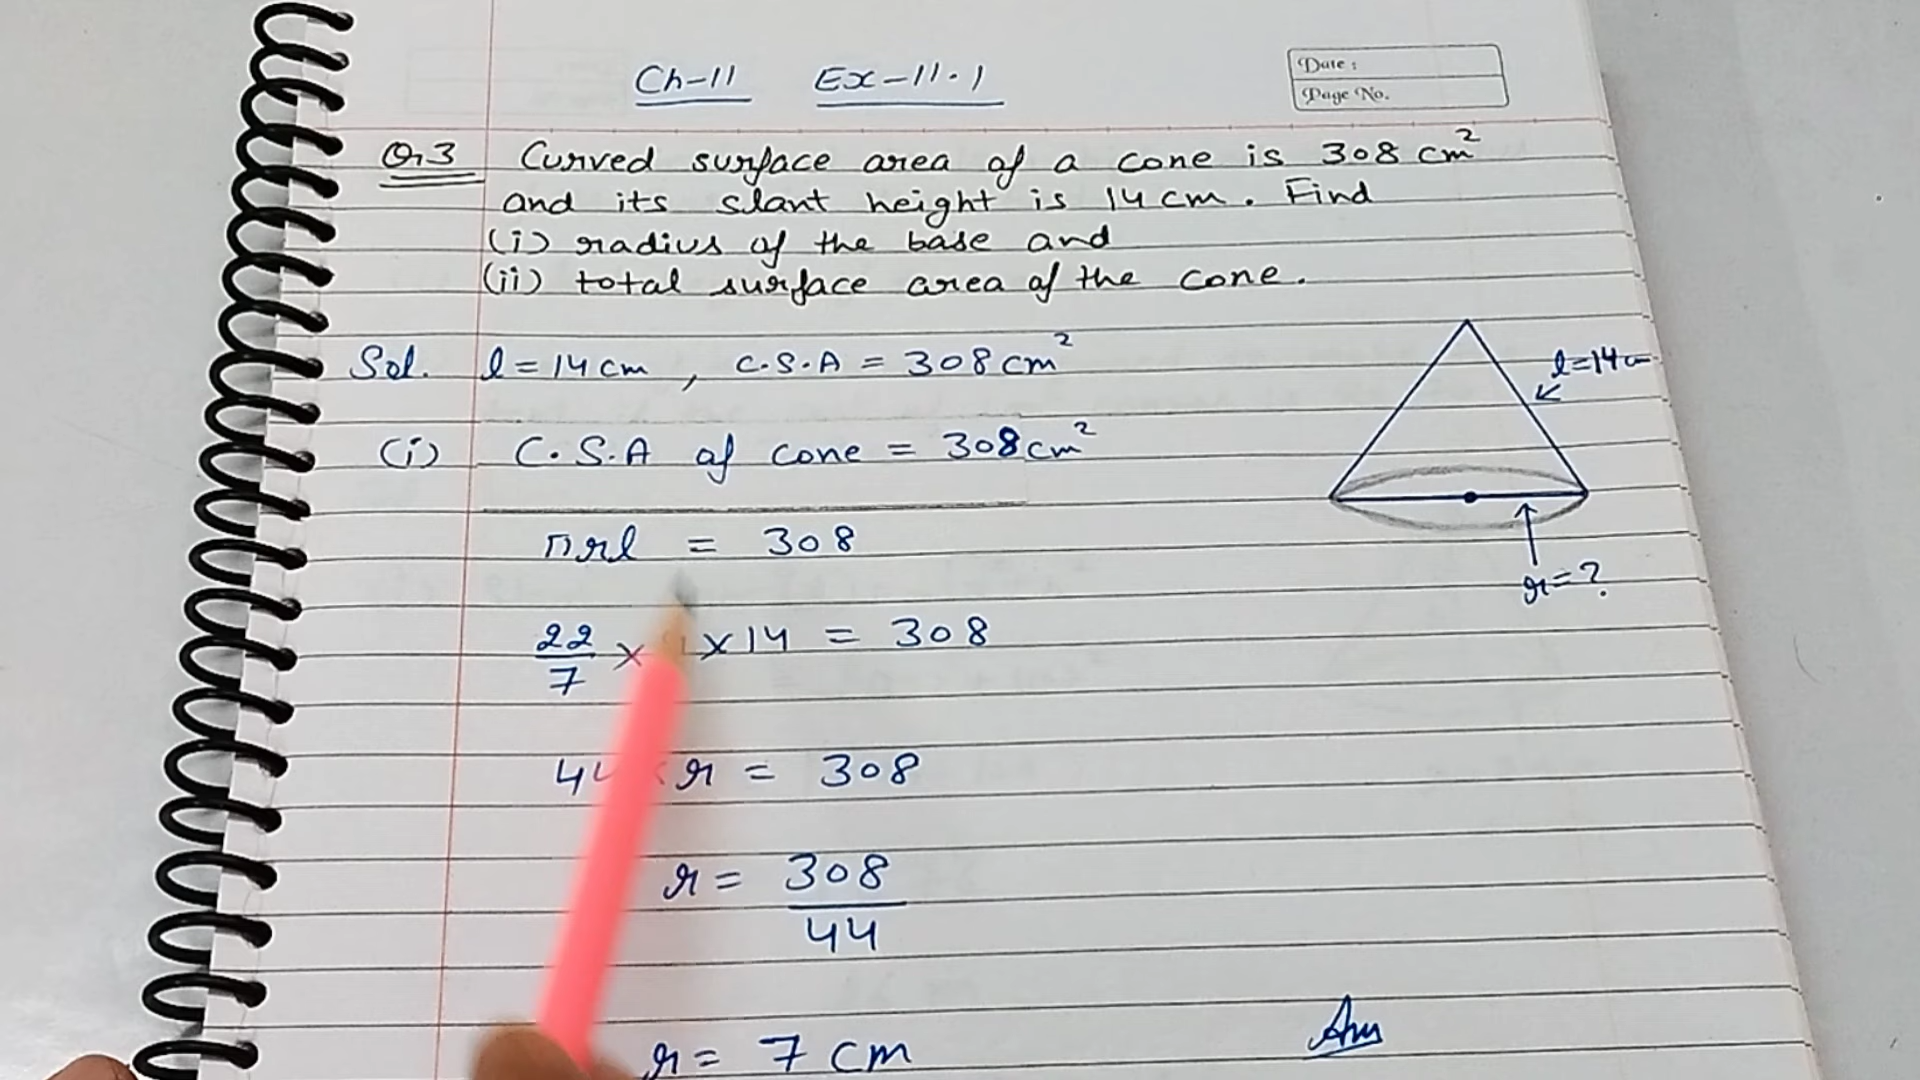 Ch-11 Ex-11.1
Date :
Page No.
Q.3 Curved surface area of a cone is 308 cm²
and its slant height is 14 cm. Find
(i) radius of the base and
(ii) total surface area of the cone.
Sol. l = 14 cm , C.S.A = 308 cm²
l = 14 cm
(i) C.S.A of cone = 308 cm²
πrl = 308
r = ?
22/7 × × 14 = 308
44 × r = 308
r = 308/44
r = 7 cm
Ans